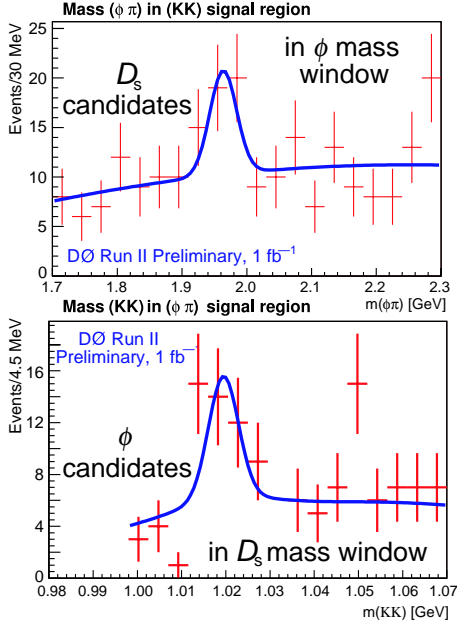 Mass (ϕ π) in (KK) signal region
Events/30 MeV
25
20
15
10
5
0
D_s
candidates
in ϕ mass
window
DØ Run II Preliminary, 1 fb⁻¹
1.7 1.8 1.9 2.0 2.1 2.2 2.3
m(ϕπ) [GeV]
Mass (KK) in (ϕ π) signal region
Events/4.5 MeV
16
12
8
4
0
DØ Run II
Preliminary, 1 fb⁻¹
ϕ
candidates
in D_s mass window
0.98 0.99 1.00 1.01 1.02 1.03 1.04 1.05 1.06 1.07
m(KK) [GeV]